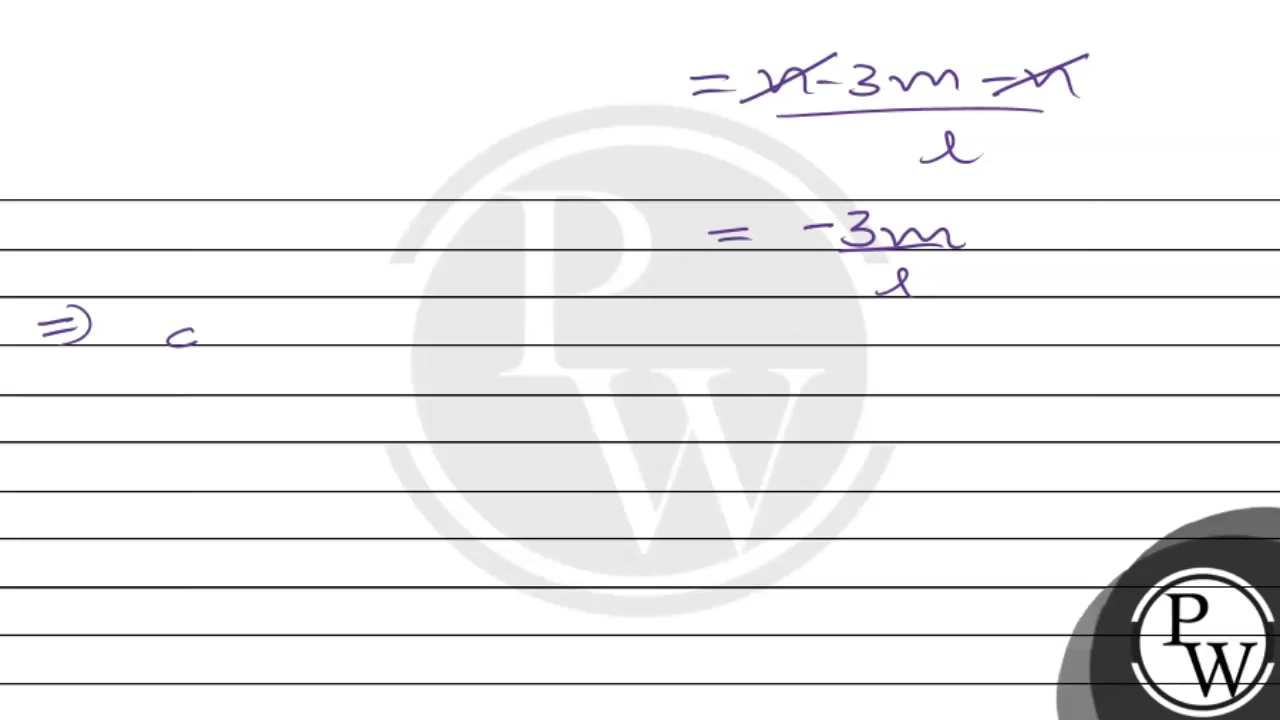 = n - 3m - n
l
= -3m
l
⇒ c
P
W
P
W